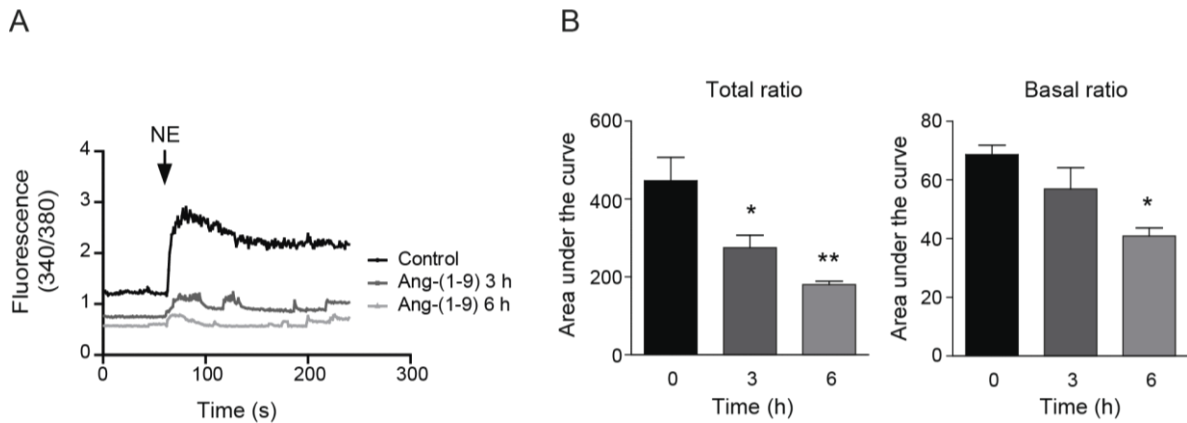 A
NE
4
3
2
1
0
Fluorescence
(340/380)
0
100
200
300
Time (s)
Control
Ang-(1-9) 3 h
Ang-(1-9) 6 h
B
Total ratio
600
400
200
0
Area under the curve
*
**
0
3
6
Time (h)
Basal ratio
80
60
40
20
0
Area under the curve
*
0
3
6
Time (h)